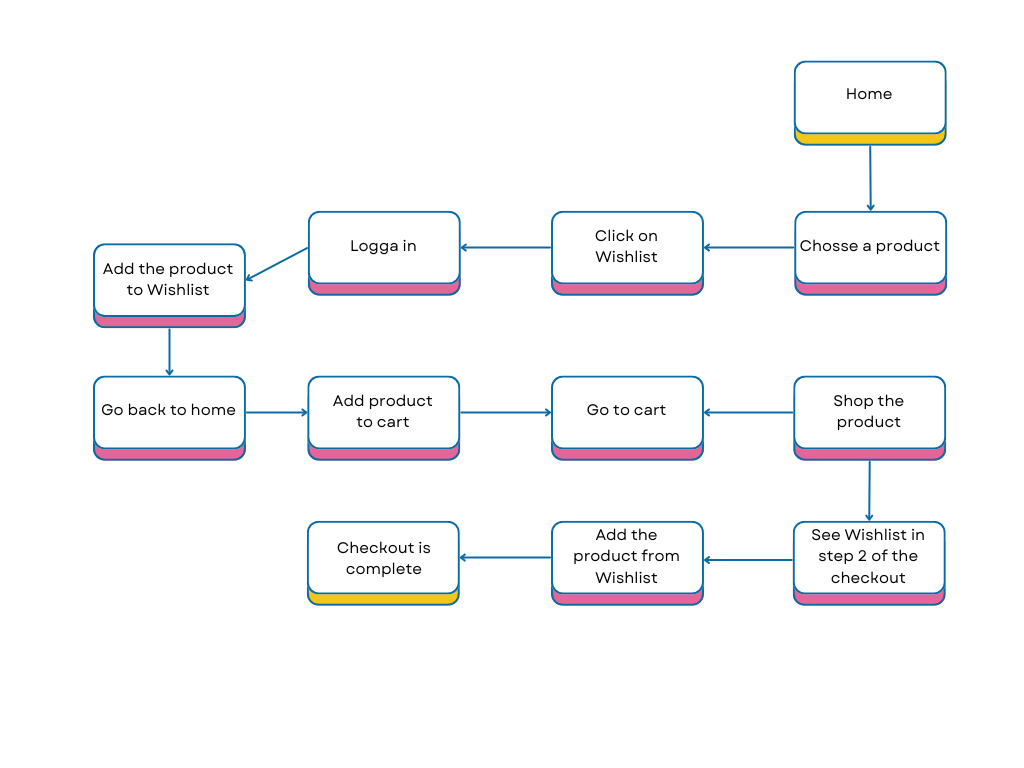 Home
Chosse a product
Click on
Wishlist
Logga in
Add the product
to Wishlist
Go back to home
Add product
to cart
Go to cart
Shop the
product
See Wishlist in
step 2 of the
checkout
Add the
product from
Wishlist
Checkout is
complete